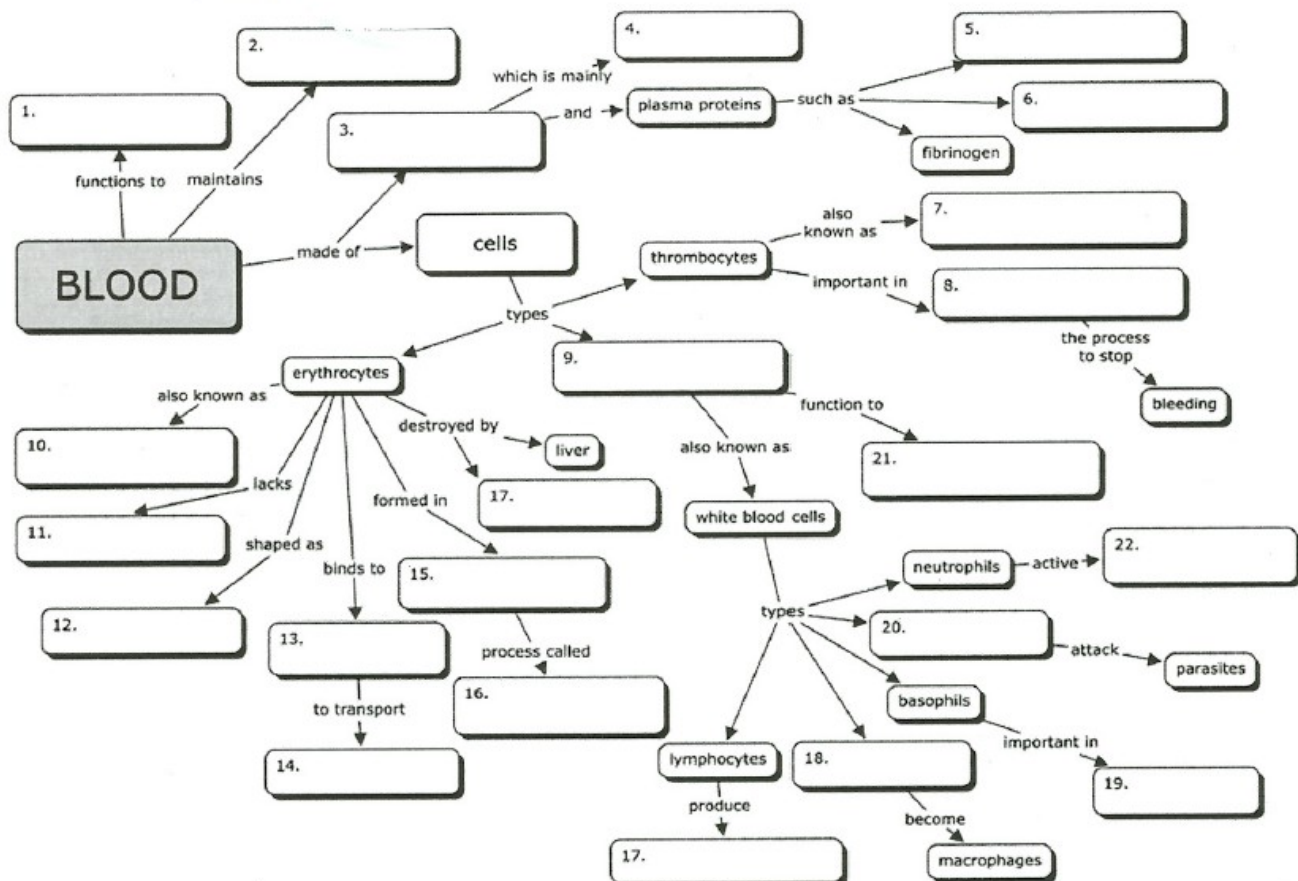 2.
4.
5.
which is mainly
1.
3.
and
plasma proteins
such as
6.
fibrinogen
functions to
maintains
BLOOD
made of
cells
also
known as
7.
thrombocytes
important in
8.
types
the process
to stop
bleeding
erythrocytes
9.
also known as
destroyed by
liver
function to
10.
lacks
formed in
17.
also known as
21.
11.
shaped as
binds to
white blood cells
15.
neutrophils
active
22.
12.
13.
process called
types
20.
attack
parasites
16.
basophils
to transport
important in
14.
lymphocytes
18.
19.
produce
become
17.
macrophages